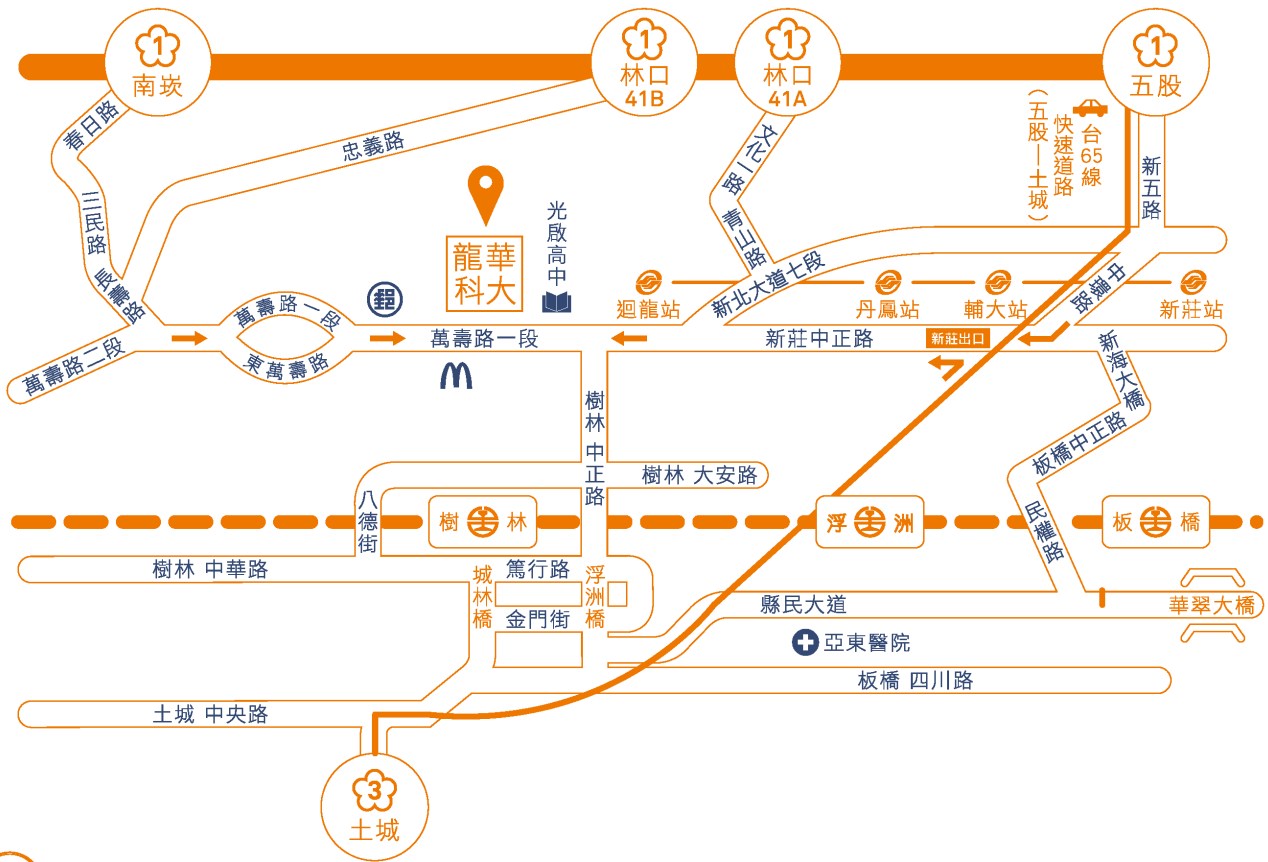 1
南崁
1
林口
41B
1
林口
41A
1
五股
春日路
忠義路
文化一路
(五股—土城)
快速道路
台65線
新五路
三民路
光啟高中
青山路
長壽路
龍華科大
新北大道七段
中興路
迴龍站
丹鳳站
輔大站
新莊站
萬壽路一段
郵
萬壽路一段
新莊中正路
新莊出口
萬壽路二段
東萬壽路
新海大橋
樹林 中正路
板橋中正路
樹林 大安路
八德街
樹林
浮洲
板橋
民權路
樹林 中華路
城林橋
篤行路
浮洲橋
金門街
縣民大道
華翠大橋
亞東醫院
板橋 四川路
土城 中央路
3
土城